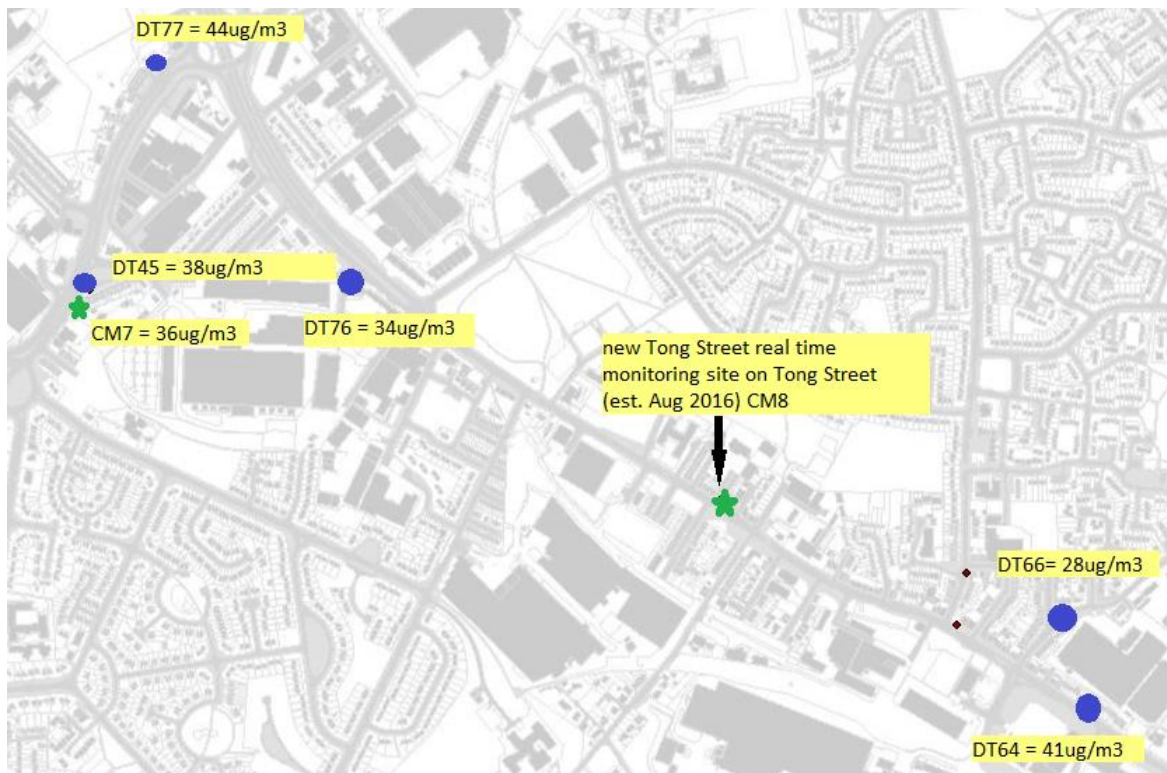 DT77 = 44ug/m3
DT45 = 38ug/m3
CM7 = 36ug/m3
DT76 = 34ug/m3
new Tong Street real time
monitoring site on Tong Street
(est. Aug 2016) CM8
DT66= 28ug/m3
DT64 = 41ug/m3